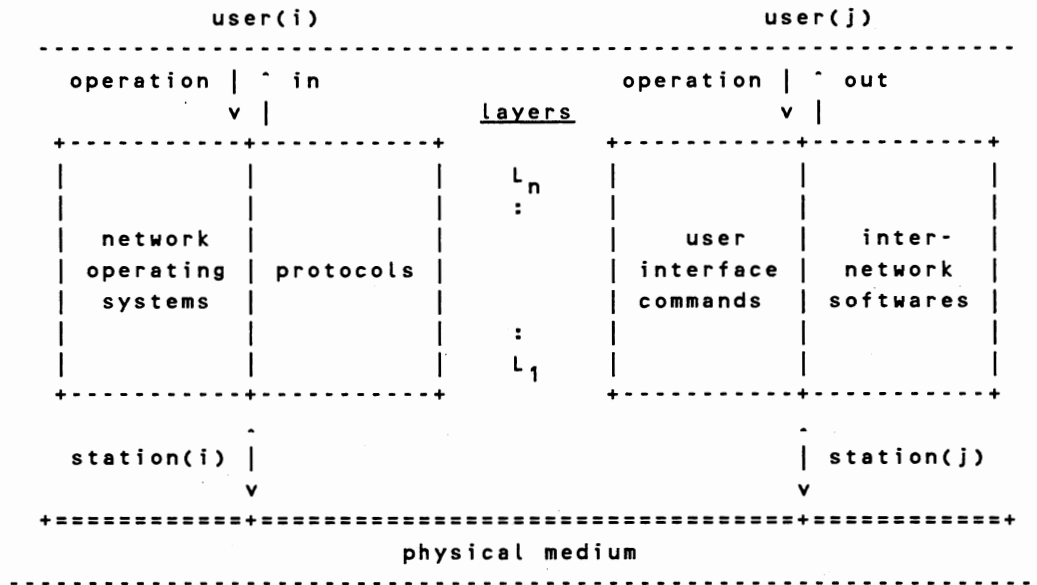 user(i) user(j)
operation | ^ in operation | ^ out
v | layers v |
L n
:
network user inter-
operating protocols interface network
systems commands softwares
:
L 1
station(i) | | station(j)
v v
physical medium